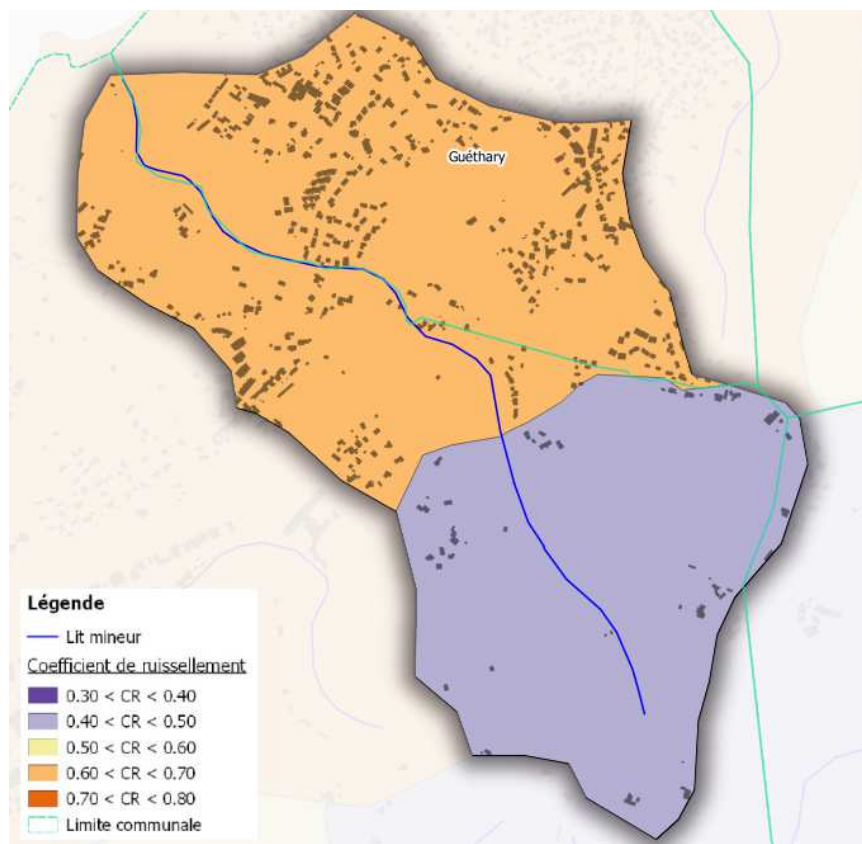 Guéthary
Légende
Lit mineur
Coefficient de ruissellement
0.30 < CR < 0.40
0.40 < CR < 0.50
0.50 < CR < 0.60
0.60 < CR < 0.70
0.70 < CR < 0.80
Limite communale